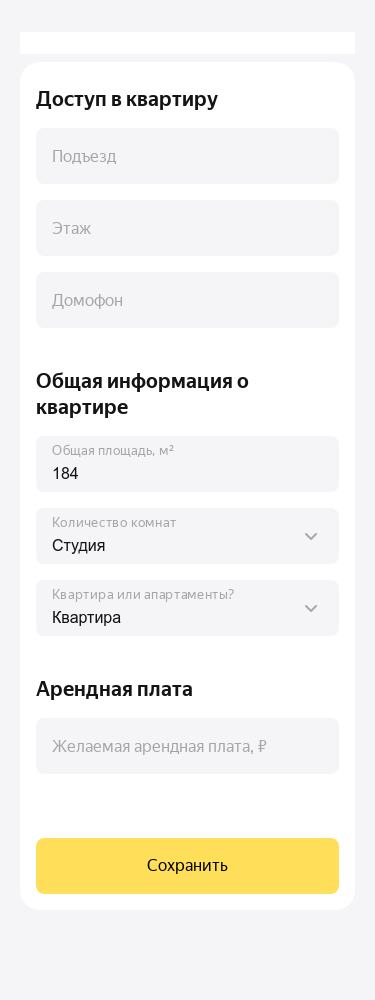 Доступ в квартиру
Подъезд
Этаж
Домофон
Общая информация о
квартире
Общая площадь, м²
184
Количество комнат
Студия
Квартира или апартаменты?
Квартира
Арендная плата
Желаемая арендная плата, ₽
Сохранить